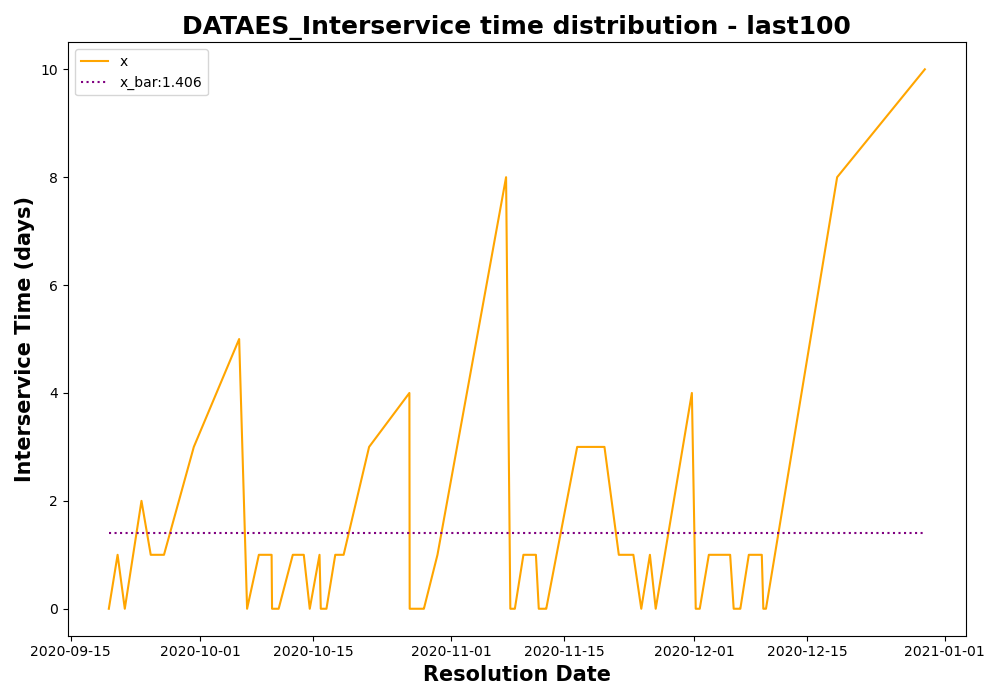 DATAES_Interservice time distribution - last100
x
x_bar:1.406
Interservice Time (days)
10
8
6
4
2
0
2020-09-15
2020-10-01
2020-10-15
2020-11-01
2020-11-15
2020-12-01
2020-12-15
2021-01-01
Resolution Date